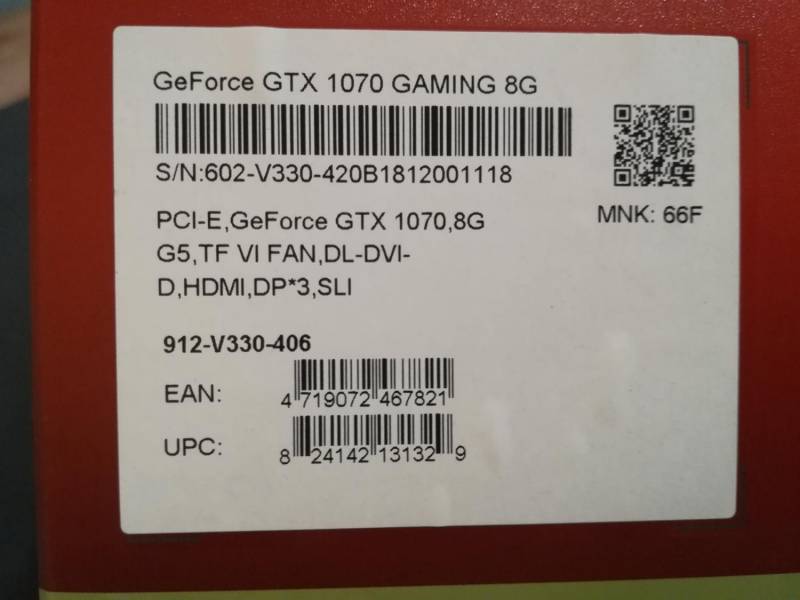 GeForce GTX 1070 GAMING 8G
S/N:602-V330-420B1812001118
MNK: 66F
PCI-E,GeForce GTX 1070,8G
G5,TF VI FAN,DL-DVI-
D,HDMI,DP*3,SLI
912-V330-406
EAN: 4 719072 467821
UPC: 8 24142 13132 9